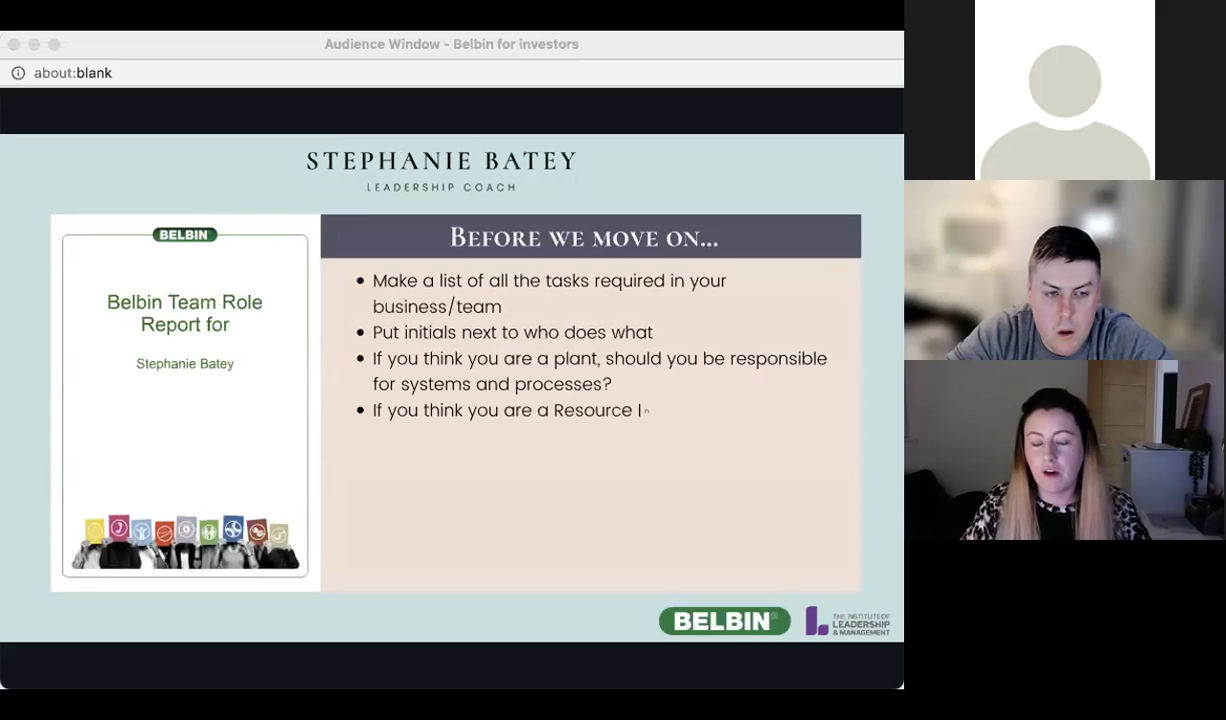 Audience Window - Belbin for investors
about:blank
STEPHANIE BATEY
LEADERSHIP COACH
BELBIN
Belbin Team Role
Report for
Stephanie Batey
BEFORE WE MOVE ON...
• Make a list of all the tasks required in your
business/team
• Put initials next to who does what
• If you think you are a plant, should you be responsible
for systems and processes?
• If you think you are a Resource In
BELBIN®
THE INSTITUTE OF
LEADERSHIP
& MANAGEMENT